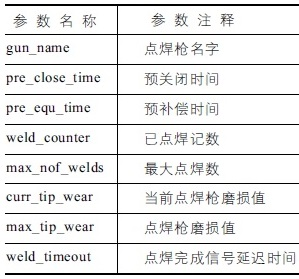 参数名称 参数注释
gun_name 点焊枪名字
pre_close_time 预关闭时间
pre_equ_time 预补偿时间
weld_counter 已点焊记数
max_nof_welds 最大点焊数
curr_tip_wear 当前点焊枪磨损值
max_tip_wear 点焊枪磨损值
weld_timeout 点焊完成信号延迟时间